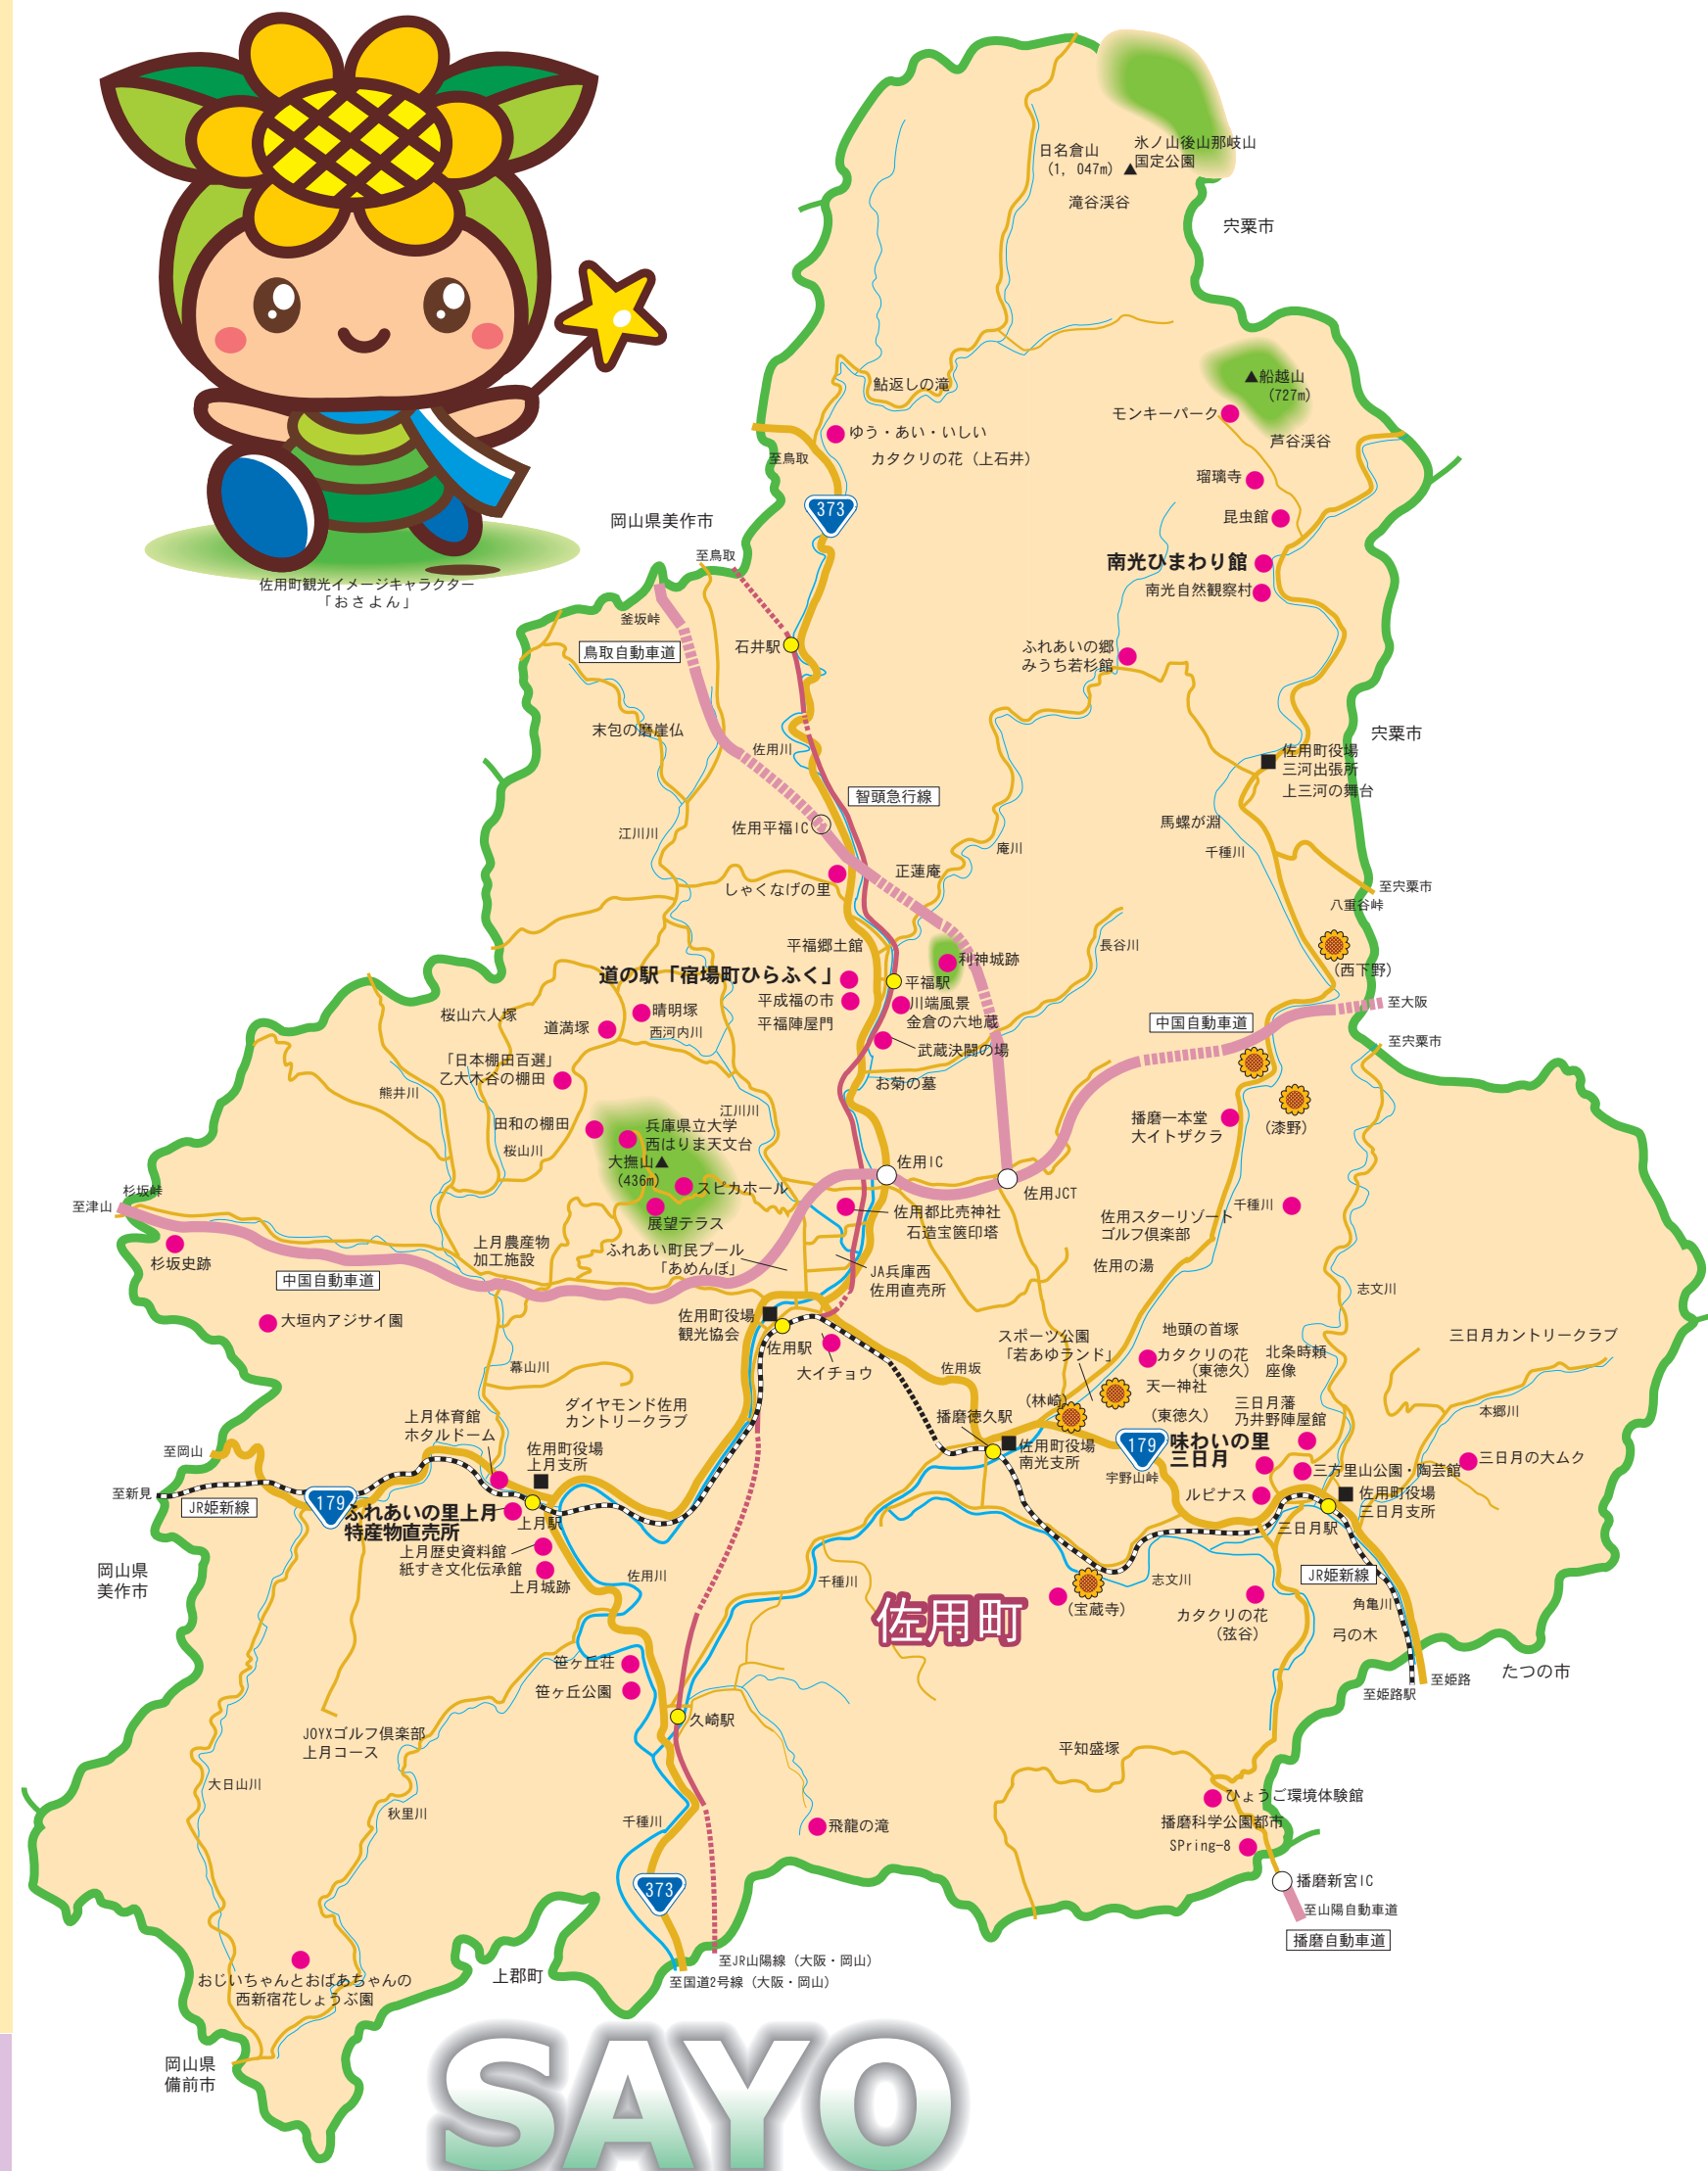 佐用町観光イメージキャラクター
「おさよん」
日名倉山
(1, 047m) ▲
氷ノ山後山那岐山
国定公園
滝谷渓谷
宍粟市
鮎返しの滝
▲船越山
(727m)
モンキーパーク
芦谷渓谷
ゆう・あい・いしい
カタクリの花（上石井）
至鳥取
瑠璃寺
373
昆虫館
岡山県美作市
至鳥取
南光ひまわり館
南光自然観察村
釜坂峠
鳥取自動車道
石井駅
ふれあいの郷
みうち若杉館
末包の磨崖仏
佐用川
宍粟市
佐用町役場
三河出張所
上三河の舞台
智頭急行線
佐用平福IC
江川川
馬螺が淵
庵川
千種川
正蓮庵
しゃくなげの里
至宍粟市
八重谷峠
平福郷土館
長谷川
利神城跡
(西下野)
道の駅「宿場町ひらふく」
平福駅
平成福の市
川端風景
至大阪
桜山六人塚
晴明塚
道満塚
西河内川
平福陣屋門
金倉の六地蔵
中国自動車道
至宍粟市
武蔵決闘の場
「日本棚田百選」
乙大木谷の棚田
お菊の墓
熊井川
江川川
田和の棚田
兵庫県立大学
西はりま天文台
播磨一本堂
大イトザクラ
(漆野)
桜山川
大撫山▲
(436m)
佐用IC
スピカホール
佐用JCT
杉坂峠
至津山
展望テラス
佐用都比売神社
石造宝篋印塔
千種川
佐用スターリゾート
ゴルフ倶楽部
杉坂史跡
上月農産物
加工施設
ふれあい町民プール
「あめんぼ」
佐用の湯
中国自動車道
JA兵庫西
佐用直売所
志文川
大垣内アジサイ園
佐用町役場
観光協会
佐用駅
スポーツ公園
「若あゆランド」
地頭の首塚
三日月カントリークラブ
カタクリの花
(東徳久)
北条時頼
座像
幕山川
大イチョウ
佐用坂
天一神社
ダイヤモンド佐用
カントリークラブ
(林崎)
三日月藩
乃井野陣屋館
本郷川
上月体育館
ホタルドーム
播磨徳久駅
(東徳久)
至岡山
佐用町役場
上月支所
佐用町役場
南光支所
179
味わいの里
三日月
三日月の大ムク
宇野山峠
三方里山公園・陶芸館
至新見
JR姫新線
179
ルピナス
佐用町役場
三日月支所
ふれあいの里上月
特産物直売所
上月駅
三日月駅
上月歴史資料館
紙すき文化伝承館
岡山県
美作市
上月城跡
佐用川
千種川
志文川
JR姫新線
佐用町
(宝蔵寺)
カタクリの花
(弦谷)
角亀川
弓の木
笹ヶ丘荘
笹ヶ丘公園
たつの市
至姫路
至姫路駅
久崎駅
JOYXゴルフ倶楽部
上月コース
平知盛塚
大日山川
ひょうご環境体験館
秋里川
千種川
飛龍の滝
播磨科学公園都市
SPring-8
373
播磨新宮IC
至山陽自動車道
播磨自動車道
至JR山陽線（大阪・岡山）
至国道2号線（大阪・岡山）
上郡町
おじいちゃんとおばあちゃんの
西新宿花しょうぶ園
岡山県
備前市
SAYO